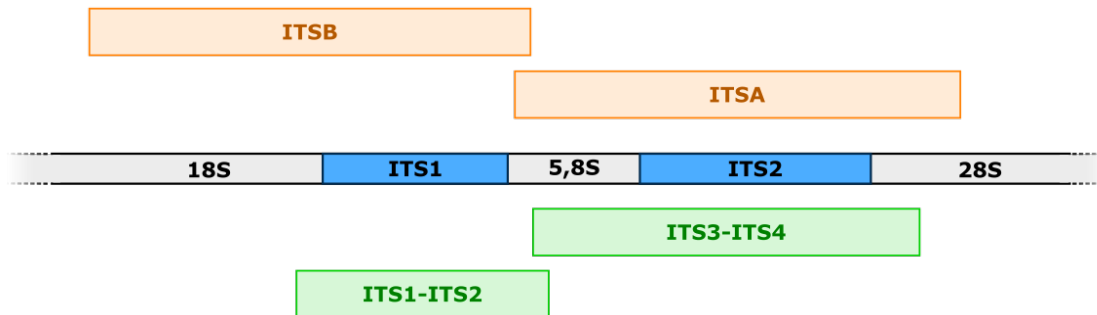 ITSB
ITSA
18S ITS1 5,8S ITS2 28S
ITS3-ITS4
ITS1-ITS2